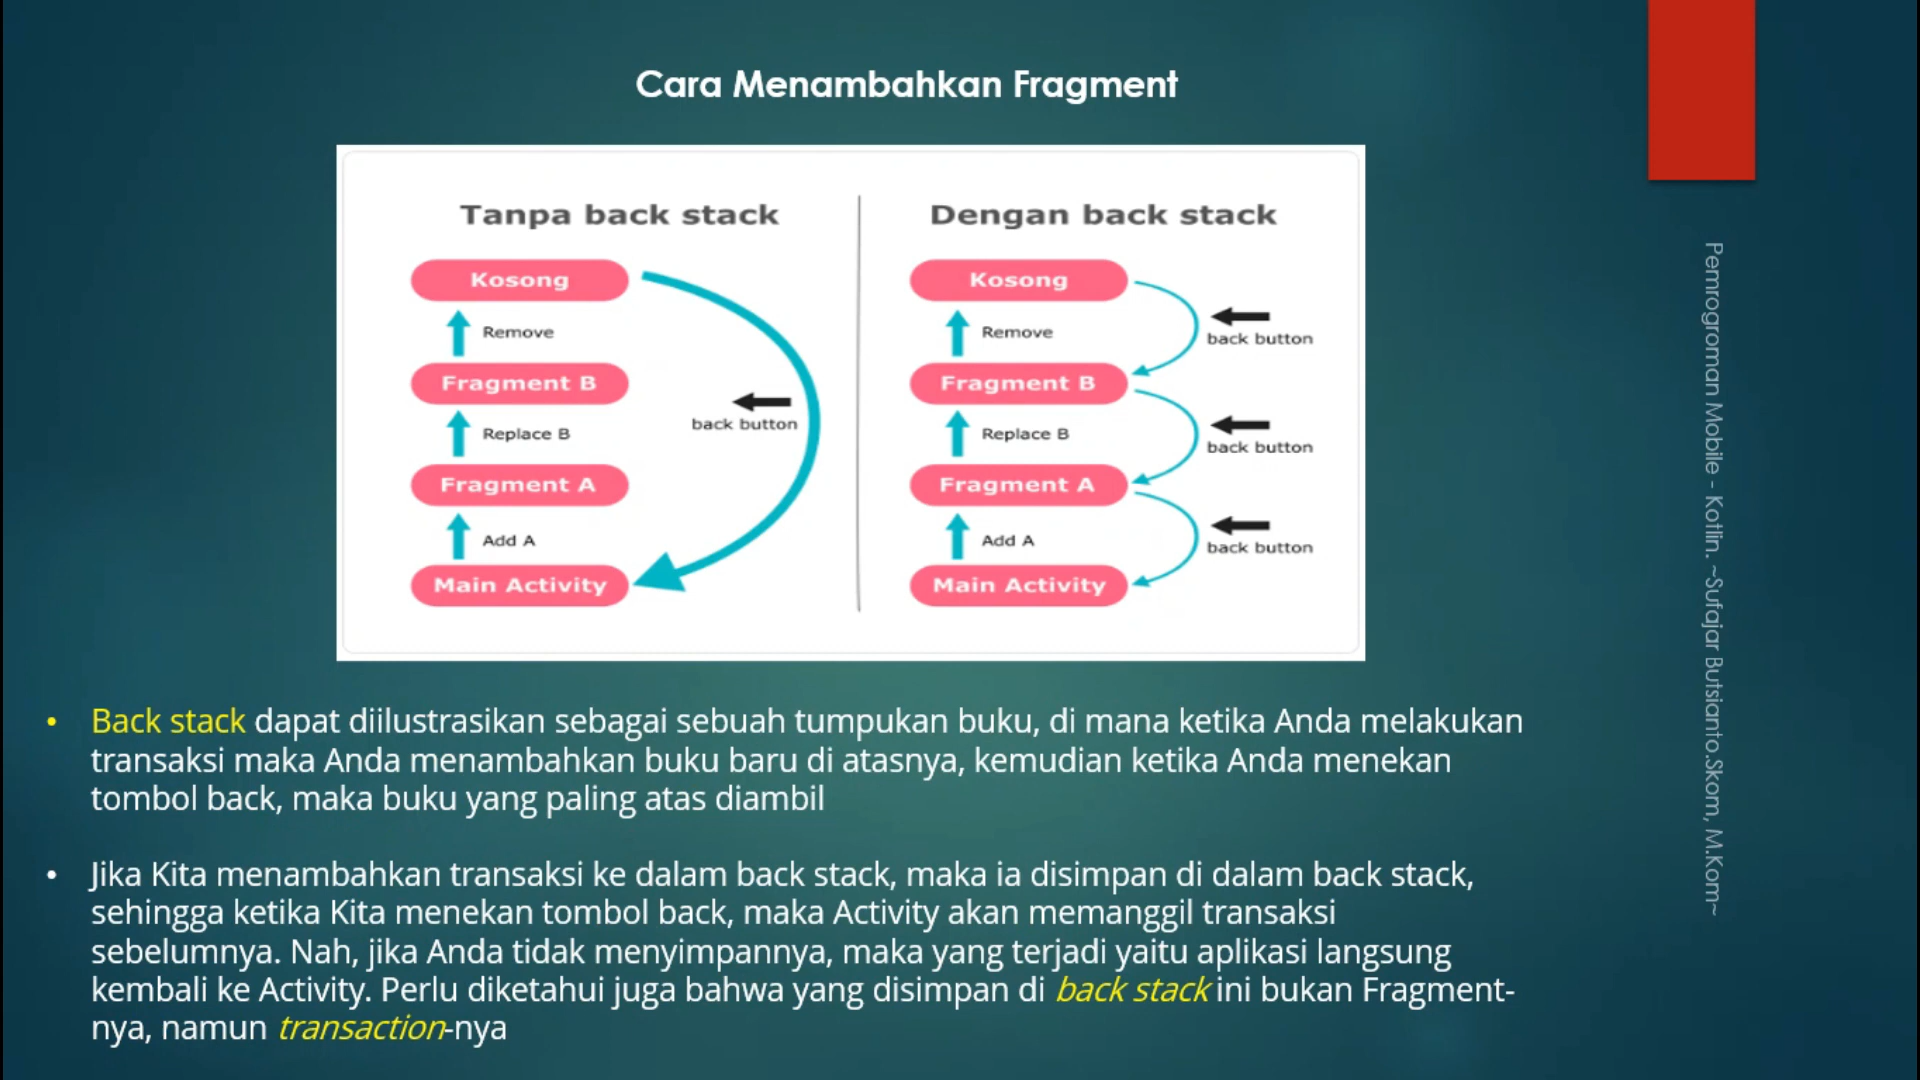 Cara Menambahkan Fragment
Tanpa back stack
Kosong
Remove
Fragment B
Replace B
Fragment A
Add A
Main Activity
back button
Dengan back stack
Kosong
Remove
Fragment B
Replace B
Fragment A
Add A
Main Activity
back button
back button
back button
• Back stack dapat diilustrasikan sebagai sebuah tumpukan buku, di mana ketika Anda melakukan
transaksi maka Anda menambahkan buku baru di atasnya, kemudian ketika Anda menekan
tombol back, maka buku yang paling atas diambil
• Jika Kita menambahkan transaksi ke dalam back stack, maka ia disimpan di dalam back stack,
sehingga ketika Kita menekan tombol back, maka Activity akan memanggil transaksi
sebelumnya. Nah, jika Anda tidak menyimpannya, maka yang terjadi yaitu aplikasi langsung
kembali ke Activity. Perlu diketahui juga bahwa yang disimpan di back stack ini bukan Fragment-
nya, namun transaction-nya
Pemrograman Mobile - Kotlin. ~Sufajar Butsianto.Skom, M.Kom~